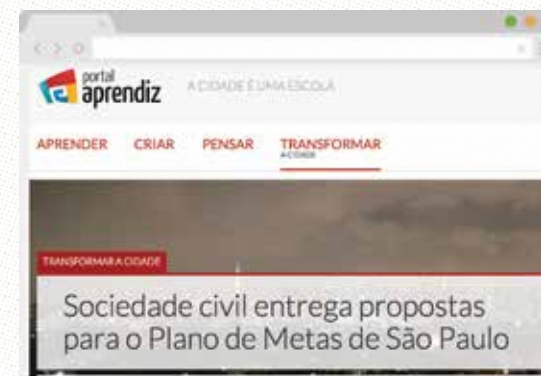 portal
aprendiz
A CIDADE É UMA ESCOLA
APRENDER CRIAR PENSAR TRANSFORMAR
A CIDADE
TRANSFORMAR A CIDADE
Sociedade civil entrega propostas
para o Plano de Metas de São Paulo